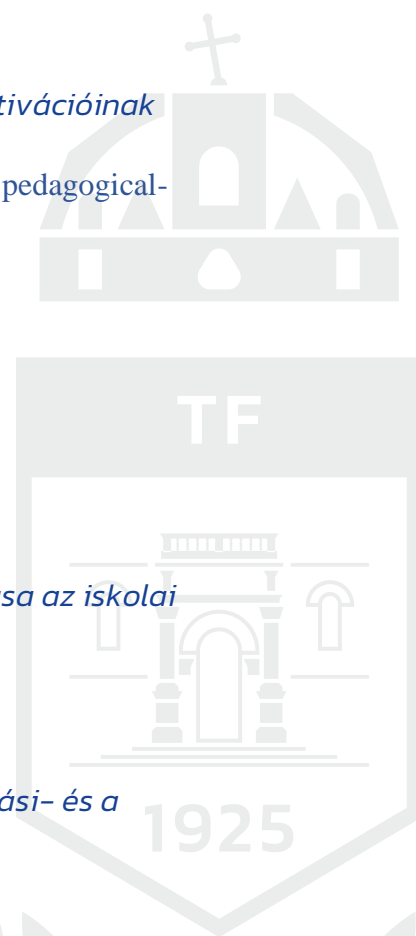 tivációinak
pedagogical-
TF
sa az iskolai
ási- és a
1925